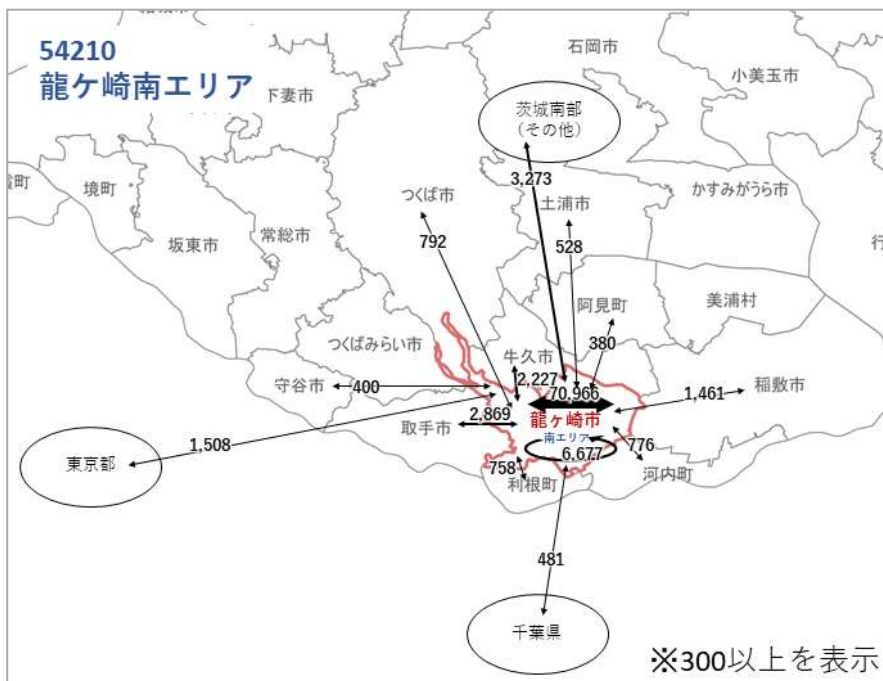 54210
龍ケ崎南エリア
石岡市
小美玉市
下妻市
茨城南部
(その他)
境町
つくば市
3,273
土浦市
かすみがうら市
坂東市
常総市
792
528
行
阿見町
美浦村
つくばみらい市
牛久市
380
守谷市
400
2,227
70,966
1,461
稲敷市
取手市
2,869
龍ヶ崎市
南エリア
1,508
東京都
6,677
776
758
利根町
河内町
481
千葉県
※300以上を表示